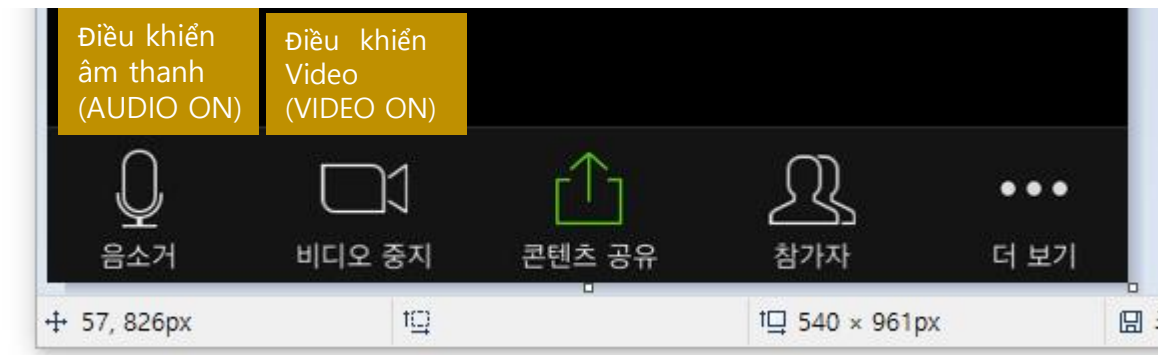 Điều khiển
âm thanh
(AUDIO ON)
Điều khiển
Video
(VIDEO ON)
음소거
비디오 중지
콘텐츠 공유
참가자
더 보기
57, 826px
540 × 961px